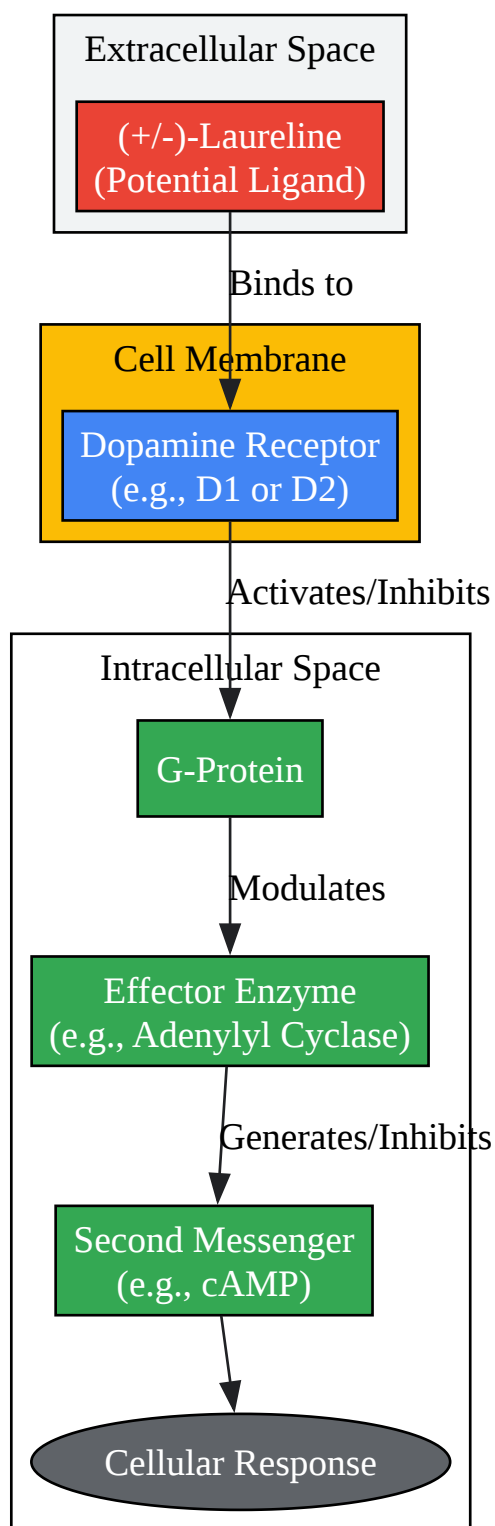 Extracellular Space
(+/-)-Laureline
(Potential Ligand)
Binds to
Cell Membrane
Dopamine Receptor
(e.g., D1 or D2)
Activates/Inhibits
Intracellular Space
G-Protein
Modulates
Effector Enzyme
(e.g., Adenylyl Cyclase)
Generates/Inhibits
Second Messenger
(e.g., cAMP)
Cellular Response